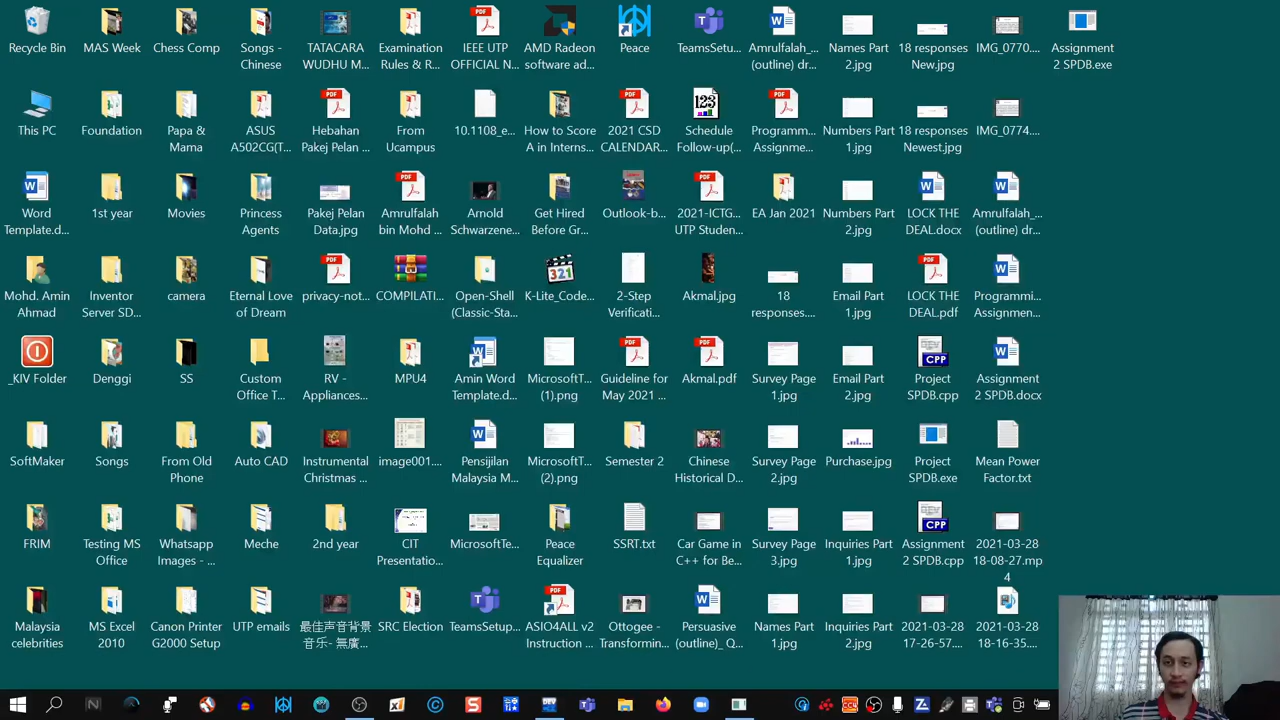 Recycle Bin
MAS Week
Chess Comp
Songs -
Chinese
TATACARA
WUDHU M...
Examination
Rules & R...
IEEE UTP
OFFICIAL N...
AMD Radeon
software ad...
Peace
TeamsSetu...
Amrulfalah_...
(outline) dr...
Names Part
2.jpg
18 responses
New.jpg
IMG_0770....
Assignment
2 SPDB.exe
This PC
Foundation
Papa &
Mama
ASUS
A502CG(T...
Hebahan
Pakej Pelan ...
From
Ucampus
10.1108_e...
How to Score
A in Interns...
2021 CSD
CALENDAR...
Schedule
Follow-up(...
Programm...
Assignme...
Numbers Part
1.jpg
18 responses
Newest.jpg
IMG_0774....
Word
Template.d...
1st year
Movies
Princess
Agents
Pakej Pelan
Data.jpg
Amrulfalah
bin Mohd ...
Arnold
Schwarzene...
Get Hired
Before Gr...
Outlook-b...
2021-ICTG...
UTP Studen...
EA Jan 2021
Numbers Part
2.jpg
LOCK THE
DEAL.docx
Amrulfalah_...
(outline) dr...
Mohd. Amin
Ahmad
Inventor
Server SD...
camera
Eternal Love
of Dream
privacy-not...
COMPILATI...
Open-Shell
(Classic-Sta...
K-Lite_Code...
2-Step
Verificati...
Akmal.jpg
18
responses....
Email Part
1.jpg
LOCK THE
DEAL.pdf
Programmi...
Assignmen...
_KIV Folder
Denggi
SS
Custom
Office T...
RV -
Appliances...
MPU4
Amin Word
Template.d...
MicrosoftT...
(1).png
Guideline for
May 2021 ...
Akmal.pdf
Survey Page
1.jpg
Email Part
2.jpg
Project
SPDB.cpp
Assignment
2 SPDB.docx
SoftMaker
Songs
From Old
Phone
Auto CAD
Instrumental
Christmas ...
image001....
Pensijilan
Malaysia M...
MicrosoftT...
(2).png
Semester 2
Chinese
Historical D...
Survey Page
2.jpg
Purchase.jpg
Project
SPDB.exe
Mean Power
Factor.txt
FRIM
Testing MS
Office
Whatsapp
Images - ...
Meche
2nd year
CIT
Presentatio...
MicrosoftTe...
Peace
Equalizer
SSRT.txt
Car Game in
C++ for Be...
Survey Page
3.jpg
Inquiries Part
1.jpg
Assignment
2 SPDB.cpp
2021-03-28
18-08-27.mp
4
Malaysia
celebrities
MS Excel
2010
Canon Printer
G2000 Setup
UTP emails
最佳声音背景
音乐- 無廣...
SRC Election
TeamsSetup...
ASIO4ALL v2
Instruction ...
Ottogee -
Transformin...
Persuasive
(outline)_ Q...
Names Part
1.jpg
Inquiries Part
2.jpg
2021-03-28
17-26-57....
2021-03-28
18-16-35....